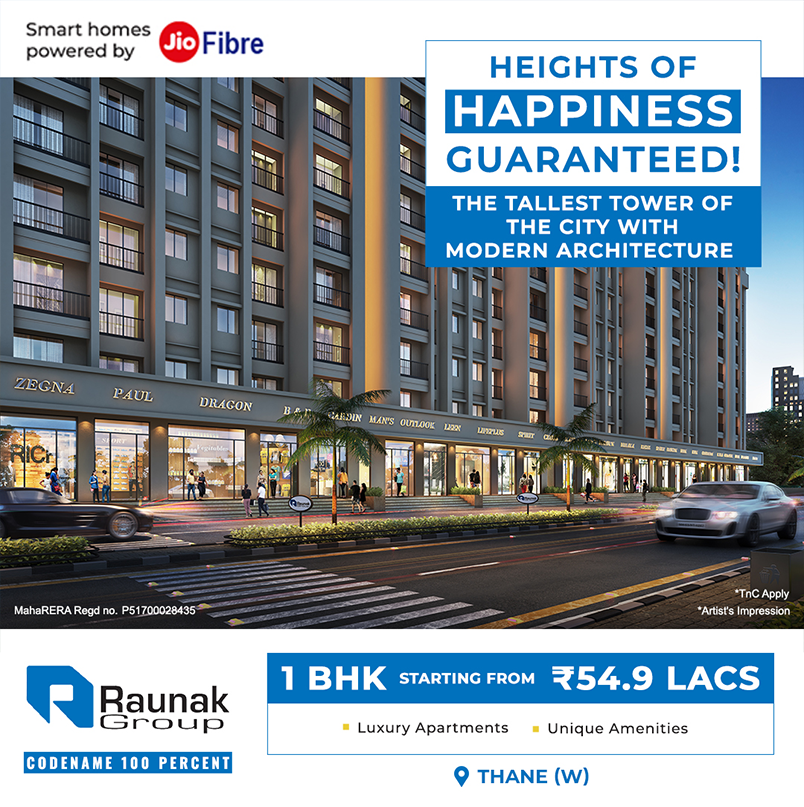 Smart homes
powered by Jio Fibre
HEIGHTS OF
HAPPINESS
GUARANTEED!
THE TALLEST TOWER OF
THE CITY WITH
MODERN ARCHITECTURE
ZEGNA PAUL DRAGON MAN'S OUTLOOK LIFEPLUS
Raunak
MahaRERA Regd no. P51700028435
*TnC Apply
*Artist's Impression
Raunak
Group
CODENAME 100 PERCENT
1 BHK STARTING FROM ₹54.9 LACS
Luxury Apartments Unique Amenities
THANE (W)